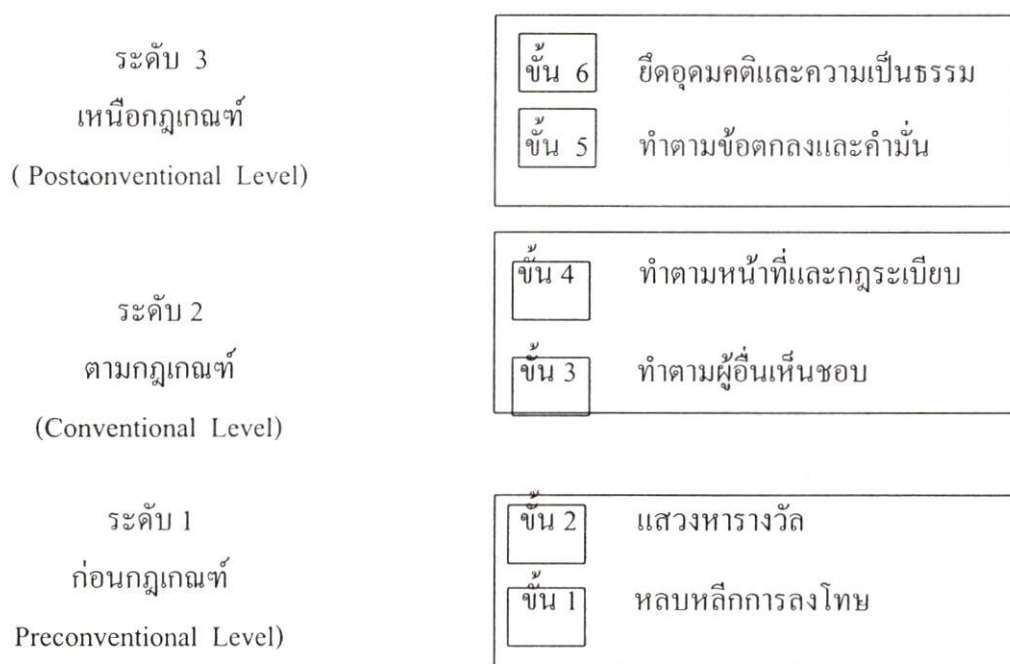 ระดับ 3
เหนือกฎเกณฑ์
( Postconventional Level)
ขั้น 6 ยึดอุดมคติและความเป็นธรรม
ขั้น 5 ทำตามข้อตกลงและคำมั่น
ระดับ 2
ตามกฎเกณฑ์
(Conventional Level)
ขั้น 4 ทำตามหน้าที่และกฎระเบียบ
ขั้น 3 ทำตามผู้อื่นเห็นชอบ
ระดับ 1
ก่อนกฎเกณฑ์
Preconventional Level)
ขั้น 2 แสวงหารางวัล
ขั้น 1 หลบหลีกการลงโทษ